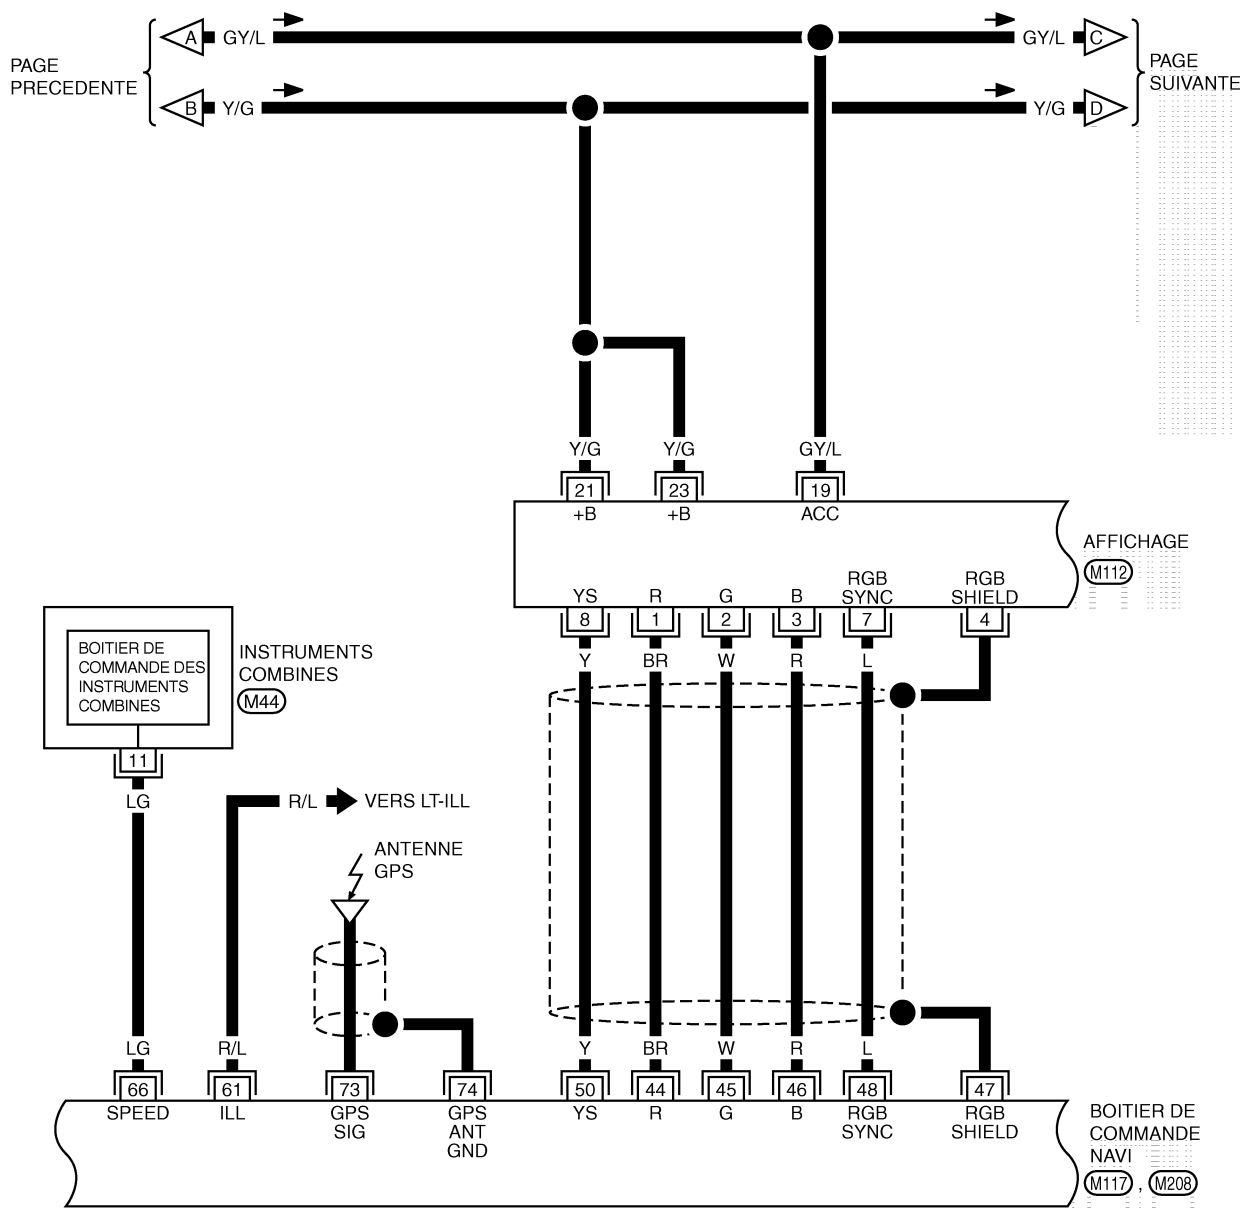 A GY/L GY/L C
PAGE
PRECEDENTE
PAGE
SUIVANTE
B Y/G Y/G D
Y/G Y/G GY/L
21 23 19
+B +B ACC
AFFICHAGE
M112
YS R G B RGB
SYNC RGB
SHIELD
8 1 2 3 7 4
Y BR W R L
BOITIER DE
COMMANDE DES
INSTRUMENTS
COMBINES
INSTRUMENTS
COMBINES
M44
11
LG
R/L VERS LT-ILL
ANTENNE
GPS
LG R/L Y BR W R L
66 61 73 74 50 44 45 46 48 47
SPEED ILL GPS
SIG GPS
ANT
GND YS R G B RGB
SYNC RGB
SHIELD
BOITIER DE
COMMANDE
NAVI
M117 , M208